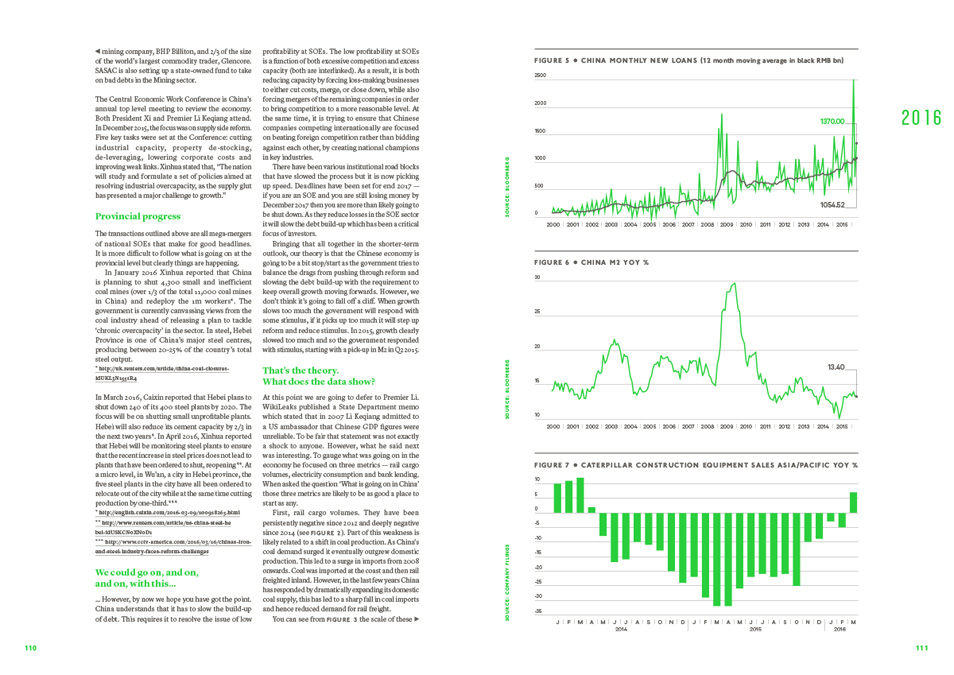 ◀ mining company, BHP Billiton, and 2/3 of the size
of the world's largest commodity trader, Glencore.
SASAC is also setting up a state-owned fund to take
on bad debts in the Mining sector.
The Central Economic Work Conference is China's
annual top level meeting to review the economy.
Both President Xi and Premier Li Keqiang attend.
In December 2015, the focus was on supply side reform.
Five key tasks were set at the Conference: cutting
industrial capacity, property de-stocking,
de-leveraging, lowering corporate costs and
improving weak links. Xinhua stated that, "The nation
will study and formulate a set of policies aimed at
resolving industrial overcapacity, as the supply glut
has presented a major challenge to growth."
Provincial progress
The transactions outlined above are all mega-mergers
of national SOEs that make for good headlines.
It is more difficult to follow what is going on at the
provincial level but clearly things are happening.
In January 2016 Xinhua reported that China
is planning to shut 4,300 small and inefficient
coal mines (over 1/3 of the total 11,000 coal mines
in China) and redeploy the 1m workers*. The
government is currently canvassing views from the
coal industry ahead of releasing a plan to tackle
'chronic overcapacity' in the sector. In steel, Hebei
Province is one of China's major steel centres,
producing between 20-25% of the country's total
steel output.
* http://uk.reuters.com/article/china-coal-closures-
idUKL3N1551R4
In March 2016, Caixin reported that Hebei plans to
shut down 240 of its 400 steel plants by 2020. The
focus will be on shutting small unprofitable plants.
Hebei will also reduce its cement capacity by 2/3 in
the next two years*. In April 2016, Xinhua reported
that Hebei will be monitoring steel plants to ensure
that the recent increase in steel prices does not lead to
plants that have been ordered to shut, reopening**. At
a micro level, in Wu'an, a city in Hebei province, the
five steel plants in the city have all been ordered to
relocate out of the city while at the same time cutting
production by one-third.***
* http://english.caixin.com/2016-03-09/100918265.html
** http://www.reuters.com/article/us-china-steel-he
bei-idUSKCN0XN0D1
*** http://www.cctv-america.com/2016/03/16/chinas-iron-
and-steel-industry-faces-reform-challenges
We could go on, and on,
and on, with this...
... However, by now we hope you have got the point.
China understands that it has to slow the build-up
of debt. This requires it to resolve the issue of low
profitability at SOEs. The low profitability at SOEs
is a function of both excessive competition and excess
capacity (both are interlinked). As a result, it is both
reducing capacity by forcing loss-making businesses
to either cut costs, merge, or close down, while also
forcing mergers of the remaining companies in order
to bring competition to a more reasonable level. At
the same time, it is trying to ensure that Chinese
companies competing internationally are focused
on beating foreign competition rather than bidding
against each other, by creating national champions
in key industries.
There have been various institutional road blocks
that have slowed the process but it is now picking
up speed. Deadlines have been set for end 2017 —
if you are an SOE and you are still losing money by
December 2017 then you are more than likely going to
be shut down. As they reduce losses in the SOE sector
it will slow the debt build-up which has been a critical
focus of investors.
Bringing that all together in the shorter-term
outlook, our theory is that the Chinese economy is
going to be a bit stop/start as the government tries to
balance the drags from pushing through reform and
slowing the debt build-up with the requirement to
keep overall growth moving forwards. However, we
don't think it's going to fall off a cliff. When growth
slows too much the government will respond with
some stimulus, if it picks up too much it will step up
reform and reduce stimulus. In 2015, growth clearly
slowed too much and so the government responded
with stimulus, starting with a pick-up in M2 in Q2 2015.
That's the theory.
What does the data show?
At this point we are going to defer to Premier Li.
WikiLeaks published a State Department memo
which stated that in 2007 Li Keqiang admitted to
a US ambassador that Chinese GDP figures were
unreliable. To be fair that statement was not exactly
a shock to anyone. However, what he said next
was interesting. To gauge what was going on in the
economy he focused on three metrics — rail cargo
volumes, electricity consumption and bank lending.
When asked the question 'What is going on in China'
those three metrics are likely to be as good a place to
start as any.
First, rail cargo volumes. They have been
persistently negative since 2012 and deeply negative
since 2014 (see FIGURE 2). Part of this weakness is
likely related to a shift in coal production. As China's
coal demand surged it eventually outgrew domestic
production. This led to a surge in imports from 2008
onwards. Coal was imported at the coast and then rail
freighted inland. However, in the last few years China
has responded by dramatically expanding its domestic
coal supply, this has led to a sharp fall in coal imports
and hence reduced demand for rail freight.
You can see from FIGURE 3 the scale of these ▶
110
FIGURE 5 ● CHINA MONTHLY NEW LOANS (12 month moving average in black RMB bn)
2500
2000
1500
1000
500
0
1370.00
1054.52
2000 2001 2002 2003 2004 2005 2006 2007 2008 2009 2010 2011 2012 2013 2014 2015
SOURCE: BLOOMBERG
2016
FIGURE 6 ● CHINA M2 YOY %
30
25
20
15
10
13.40
2000 2001 2002 2003 2004 2005 2006 2007 2008 2009 2010 2011 2012 2013 2014 2015
SOURCE: BLOOMBERG
FIGURE 7 ● CATERPILLAR CONSTRUCTION EQUIPMENT SALES ASIA/PACIFIC YOY %
10
5
0
-5
-10
-15
-20
-25
-30
-35
J F M A M J J A S O N D J F M A M J J A S O N D J F M
2014 2015 2016
SOURCE: COMPANY FILINGS
111